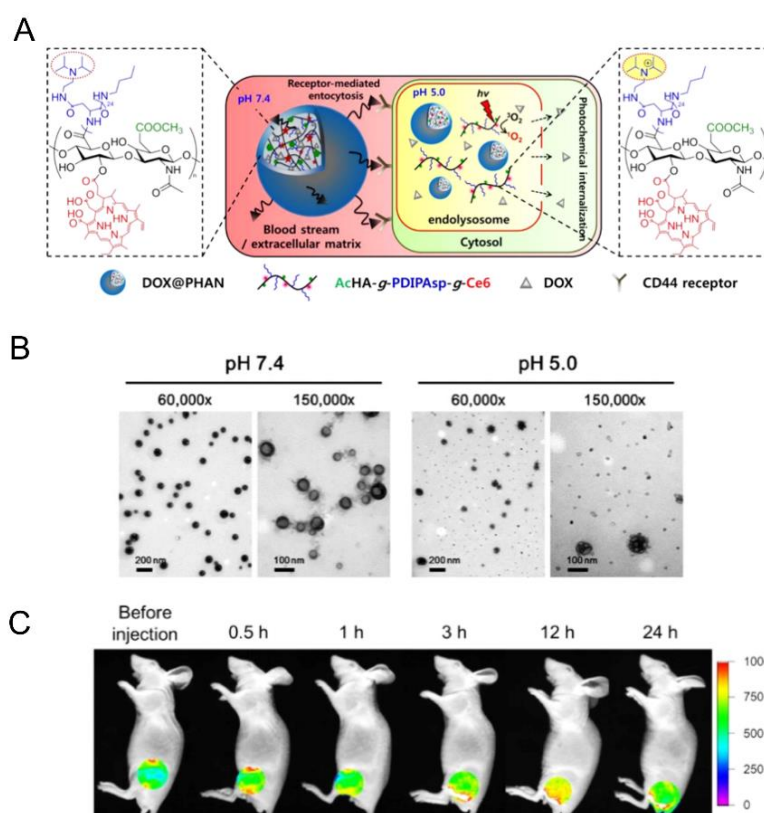 A
Receptor-mediated
entocytosis
pH 7.4
pH 5.0
hv
³O₂
¹O₂
endolysosome
Cytosol
Photochemical internalization
Blood stream
/ extracellular matrix
COOCH₃
COOCH₃
DOX@PHAN
AcHA-g-PDIPAsp-g-Ce6
DOX
CD44 receptor
B
pH 7.4
pH 5.0
60,000x
150,000x
60,000x
150,000x
200 nm
100 nm
200 nm
100 nm
C
Before
injection
0.5 h
1 h
3 h
12 h
24 h
750
500
250
0